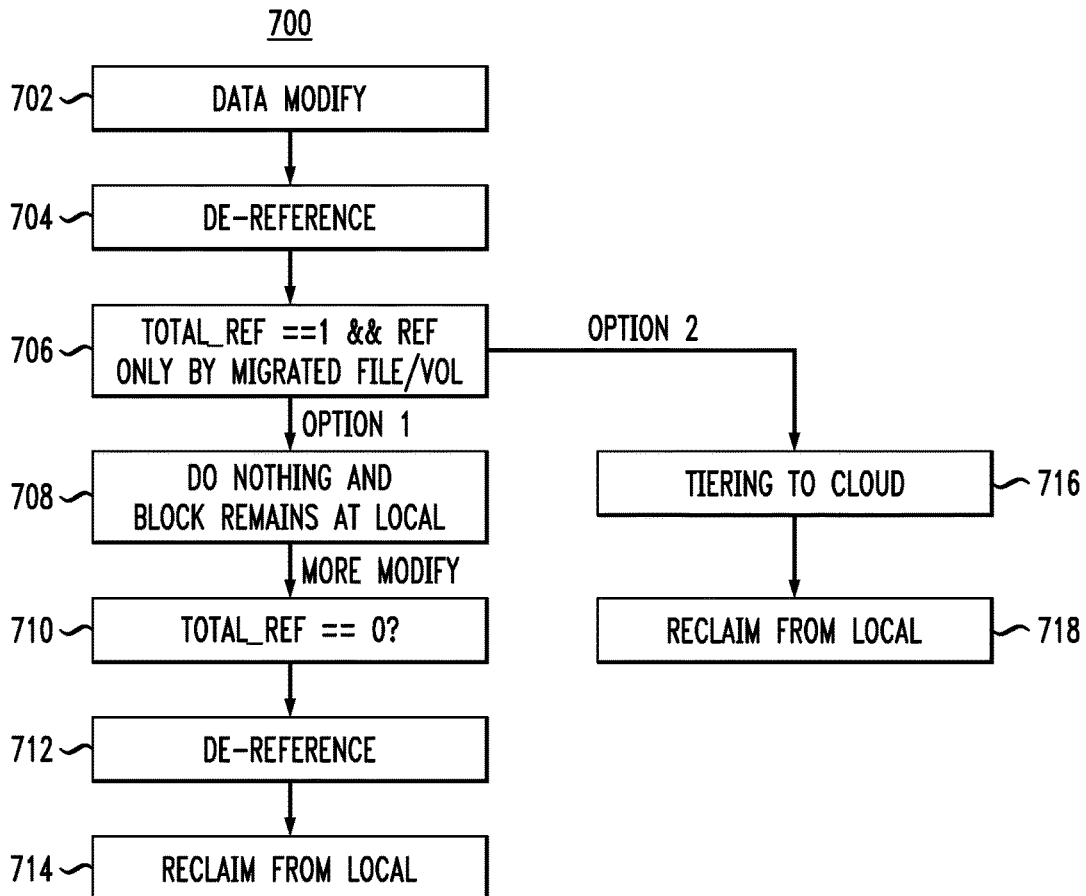 700
702
DATA MODIFY
704
DE-REFERENCE
706
TOTAL_REF ==1 && REF
ONLY BY MIGRATED FILE/VOL
OPTION 2
OPTION 1
708
DO NOTHING AND
BLOCK REMAINS AT LOCAL
TIERING TO CLOUD
716
MORE MODIFY
710
TOTAL_REF == 0?
RECLAIM FROM LOCAL
718
712
DE-REFERENCE
714
RECLAIM FROM LOCAL